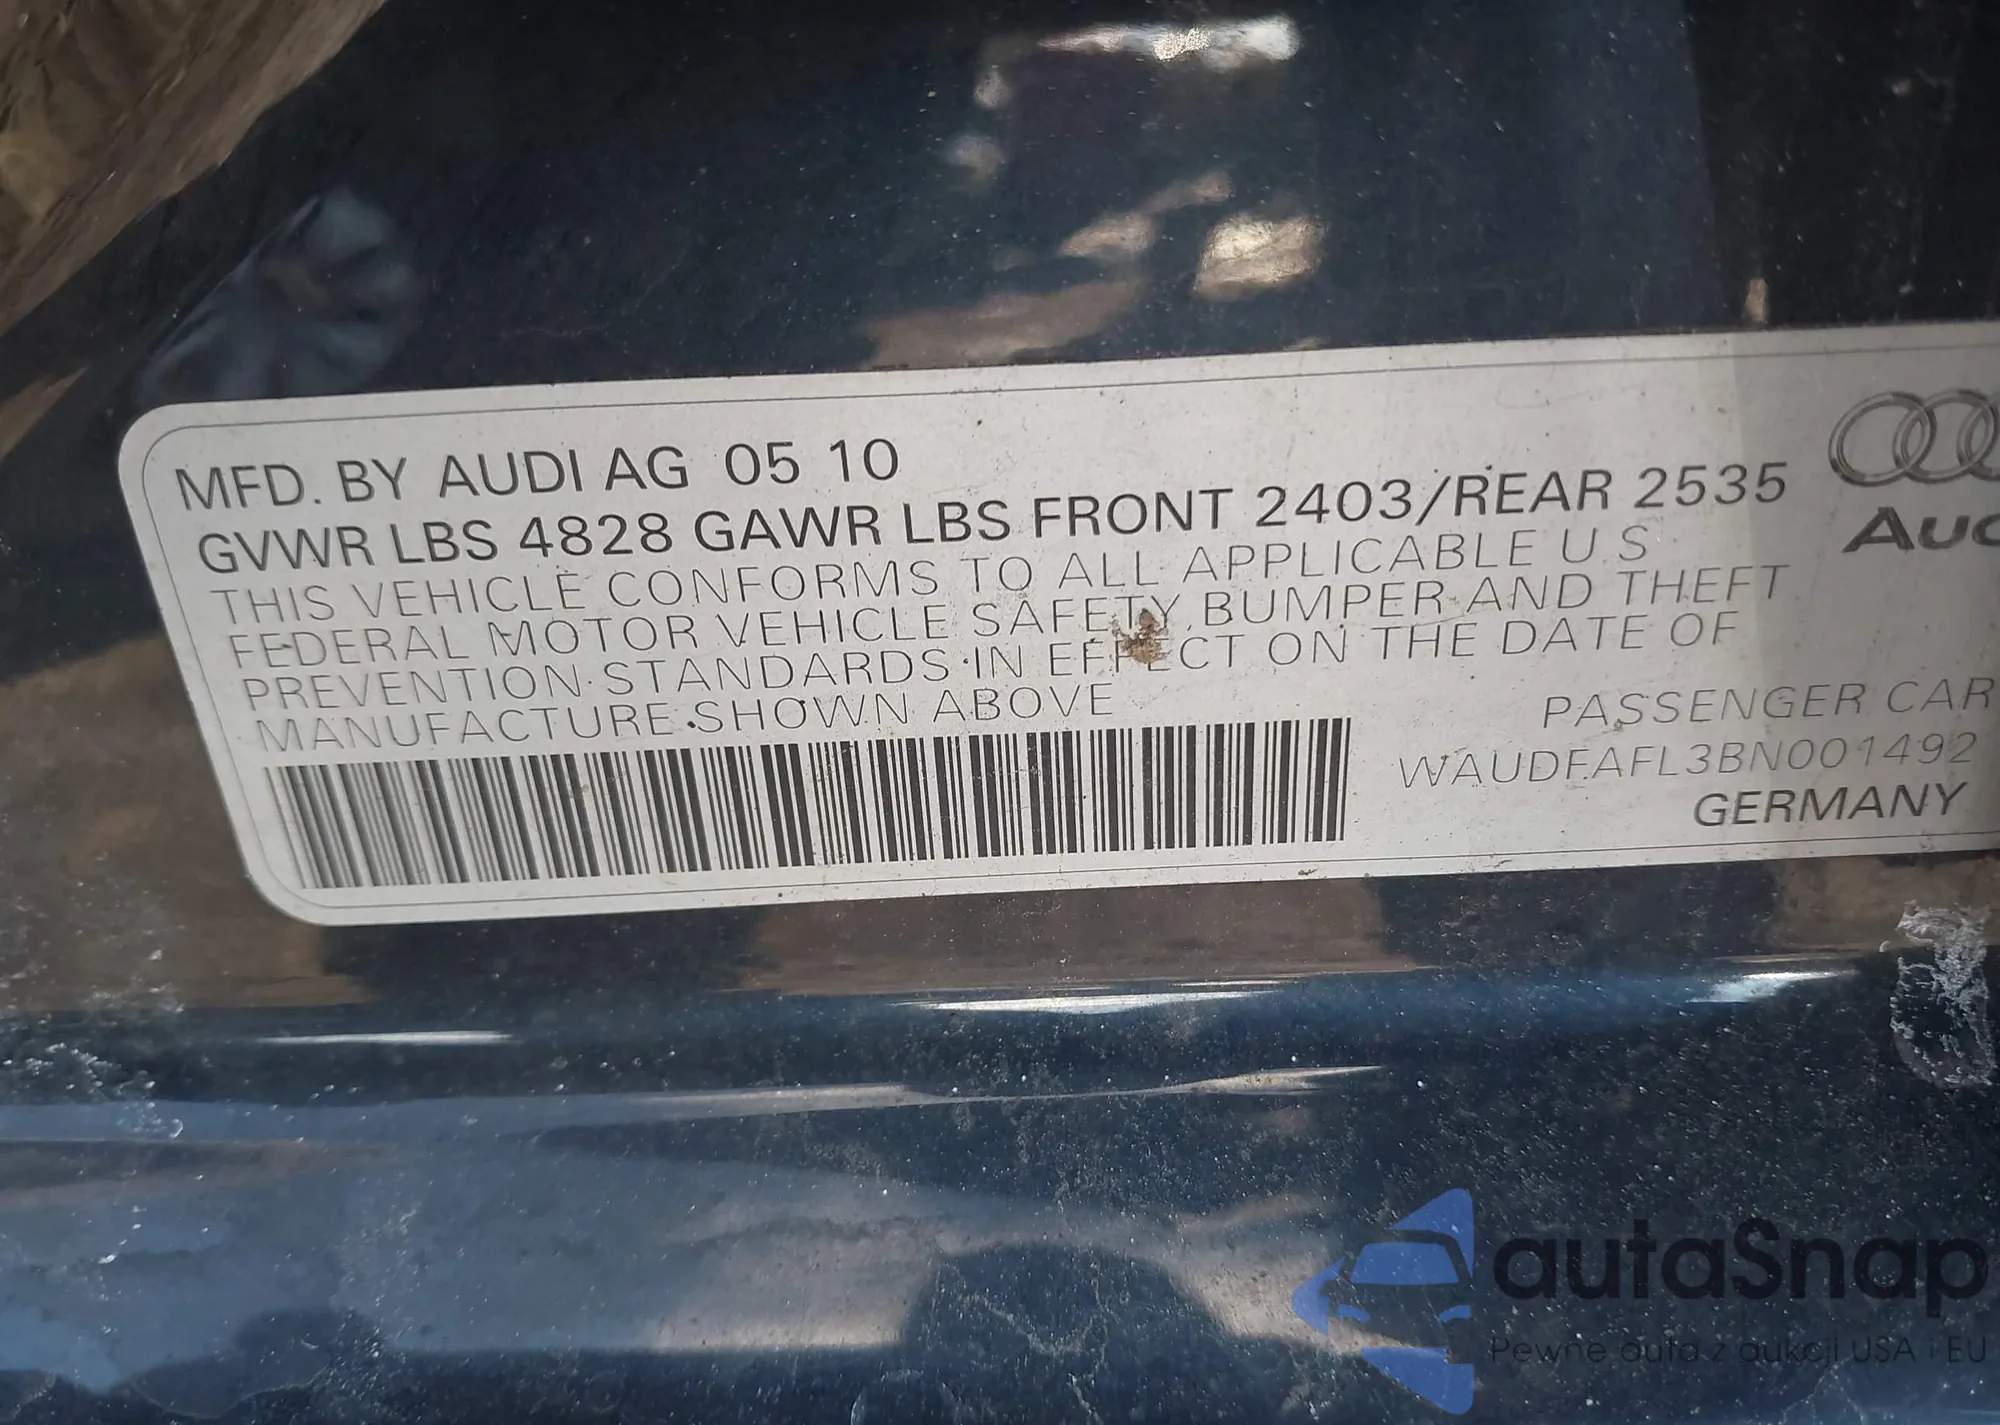 MFD. BY AUDI AG 05 10
GVWR LBS 4828 GAWR LBS FRONT 2403/REAR 2535
THIS VEHICLE CONFORMS TO ALL APPLICABLE U S
FEDERAL MOTOR VEHICLE SAFETY, BUMPER AND THEFT
PREVENTION STANDARDS IN EFFECT ON THE DATE OF
MANUFACTURE SHOWN ABOVE
Aud
PASSENGER CAR
WAUDFAFL3BN001492
GERMANY
autaSnap
Pewne auta z aukcji USA i EU